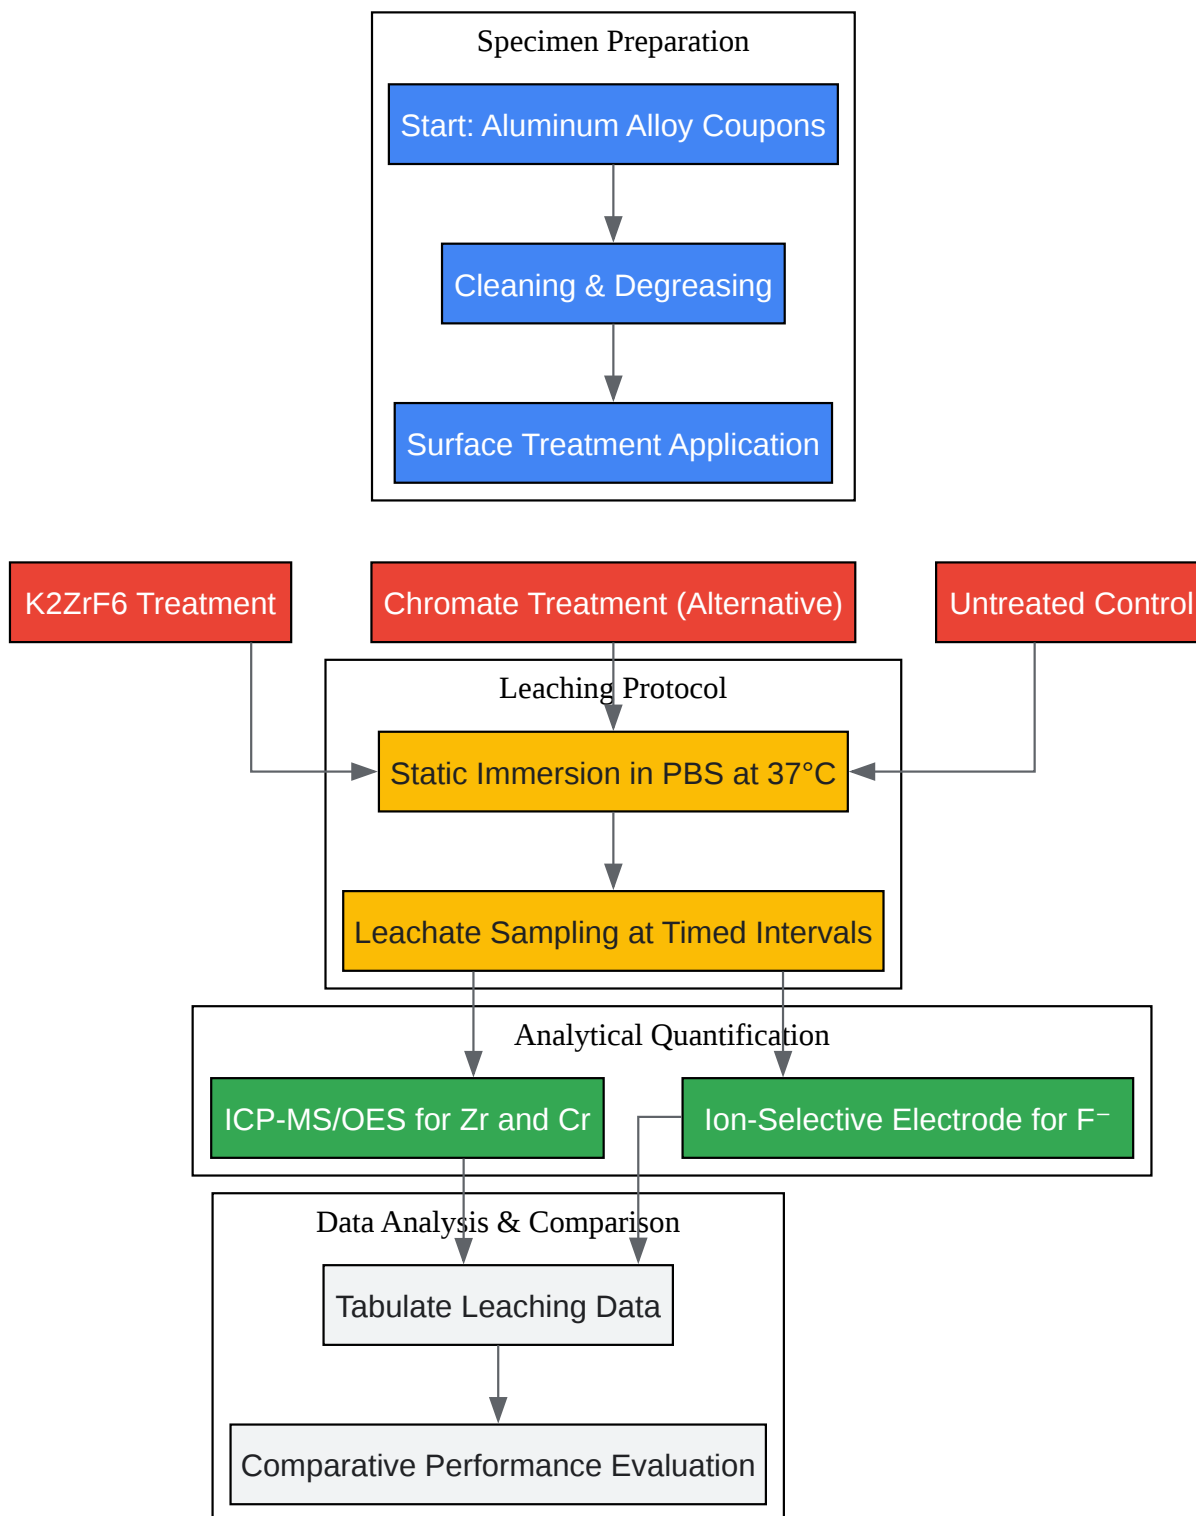 Specimen Preparation
Start: Aluminum Alloy Coupons
Cleaning & Degreasing
Surface Treatment Application
K2ZrF6 Treatment
Chromate Treatment (Alternative)
Untreated Control
Leaching Protocol
Static Immersion in PBS at 37°C
Leachate Sampling at Timed Intervals
Analytical Quantification
ICP-MS/OES for Zr and Cr
Ion-Selective Electrode for F⁻
Data Analysis & Comparison
Tabulate Leaching Data
Comparative Performance Evaluation